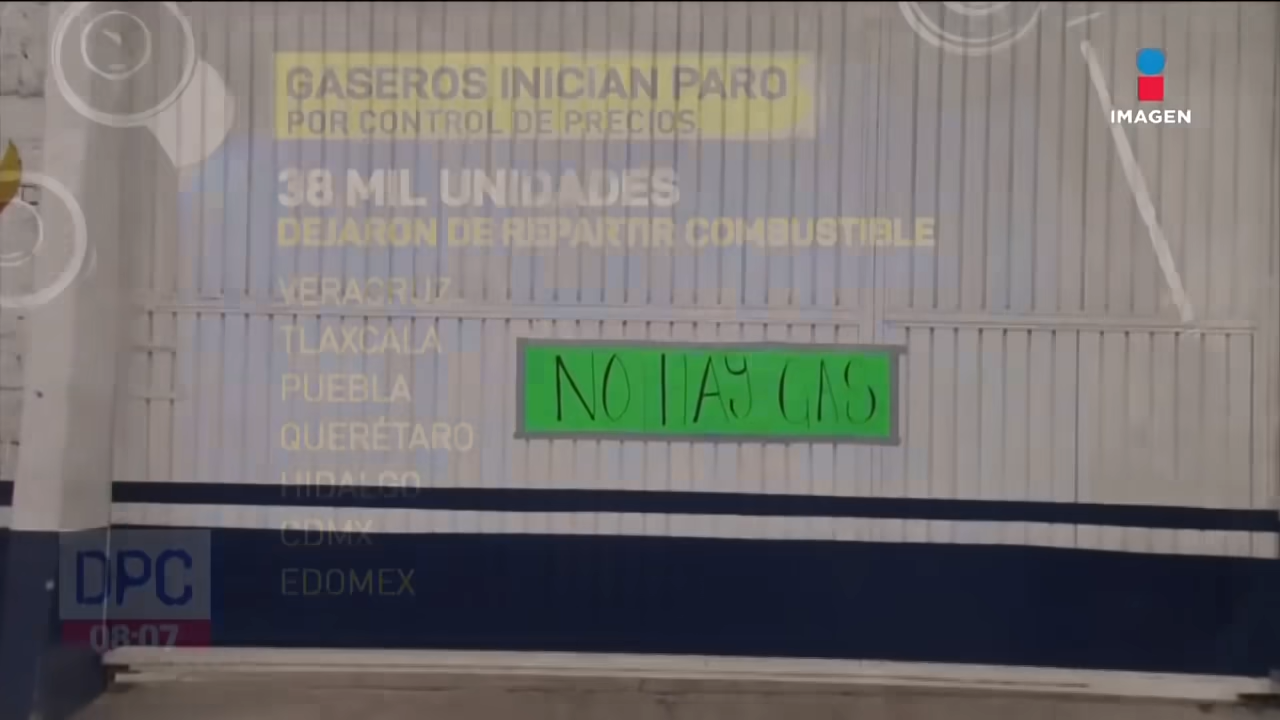 GASEROS INICIAN PARO
POR CONTROL DE PRECIOS
38 MIL UNIDADES
DEJARON DE REPARTIR COMBUSTIBLE
VERACRUZ
TLAXCALA
PUEBLA
QUERÉTARO
HIDALGO
CDMX
EDOMEX
NO HAY GAS
IMAGEN
DPC
08:07